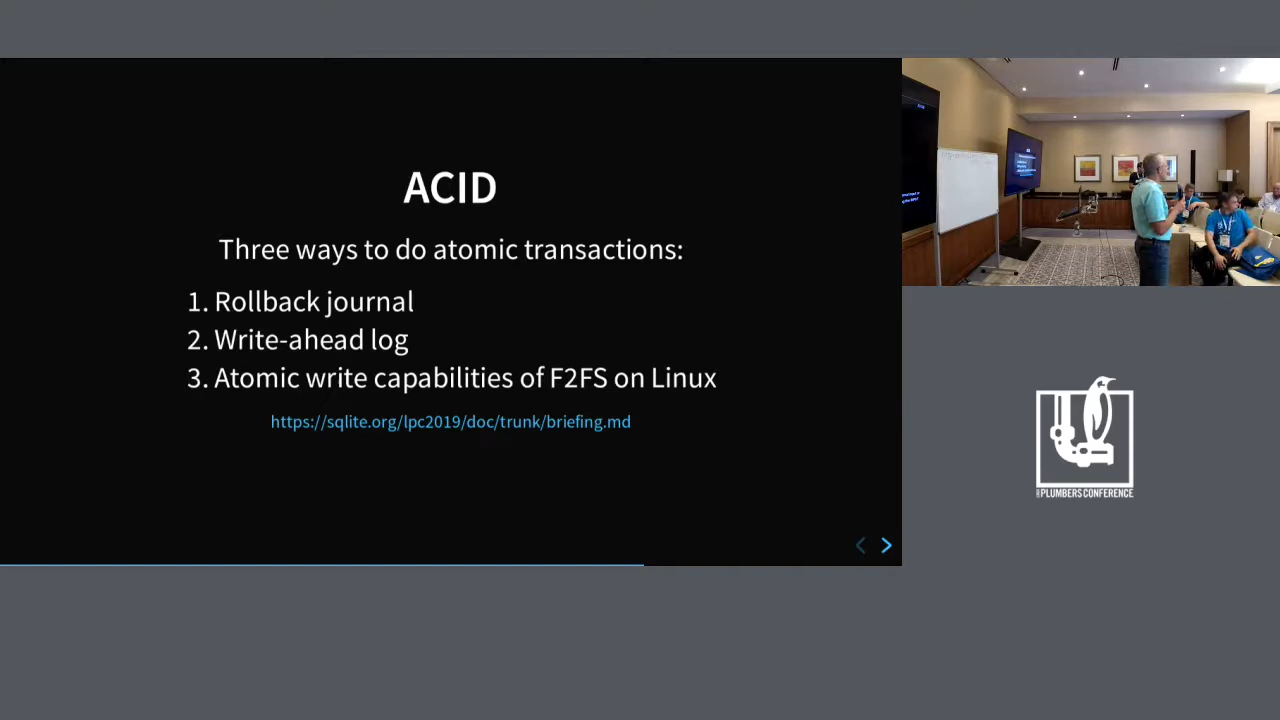 ACID
Three ways to do atomic transactions:
1. Rollback journal
2. Write-ahead log
3. Atomic write capabilities of F2FS on Linux
https://sqlite.org/lpc2019/doc/trunk/briefing.md
PLUMBERS CONFERENCE